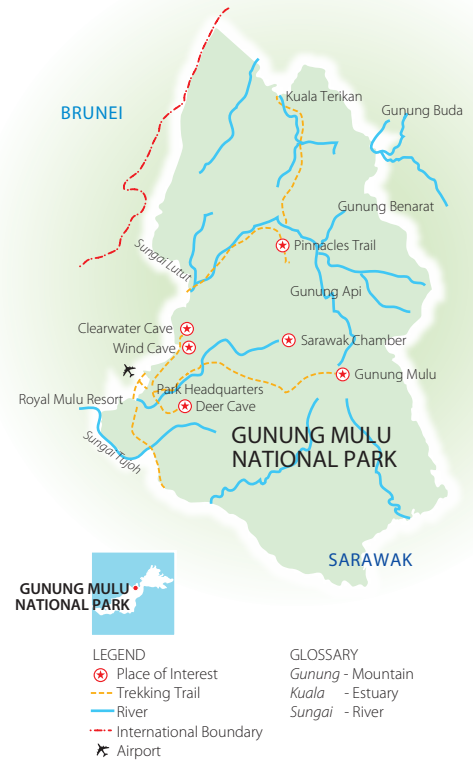 Kuala Terikan
Gunung Buda
BRUNEI
Gunung Benarat
Sungai Lutut
Pinnacles Trail
Gunung Api
Clearwater Cave
Wind Cave
Sarawak Chamber
Gunung Mulu
Park Headquarters
Royal Mulu Resort
Deer Cave
Sungai Tujoh
GUNUNG MULU
NATIONAL PARK
SARAWAK
GUNUNG MULU
NATIONAL PARK
LEGEND
Place of Interest
Trekking Trail
River
International Boundary
Airport
GLOSSARY
Gunung - Mountain
Kuala - Estuary
Sungai - River